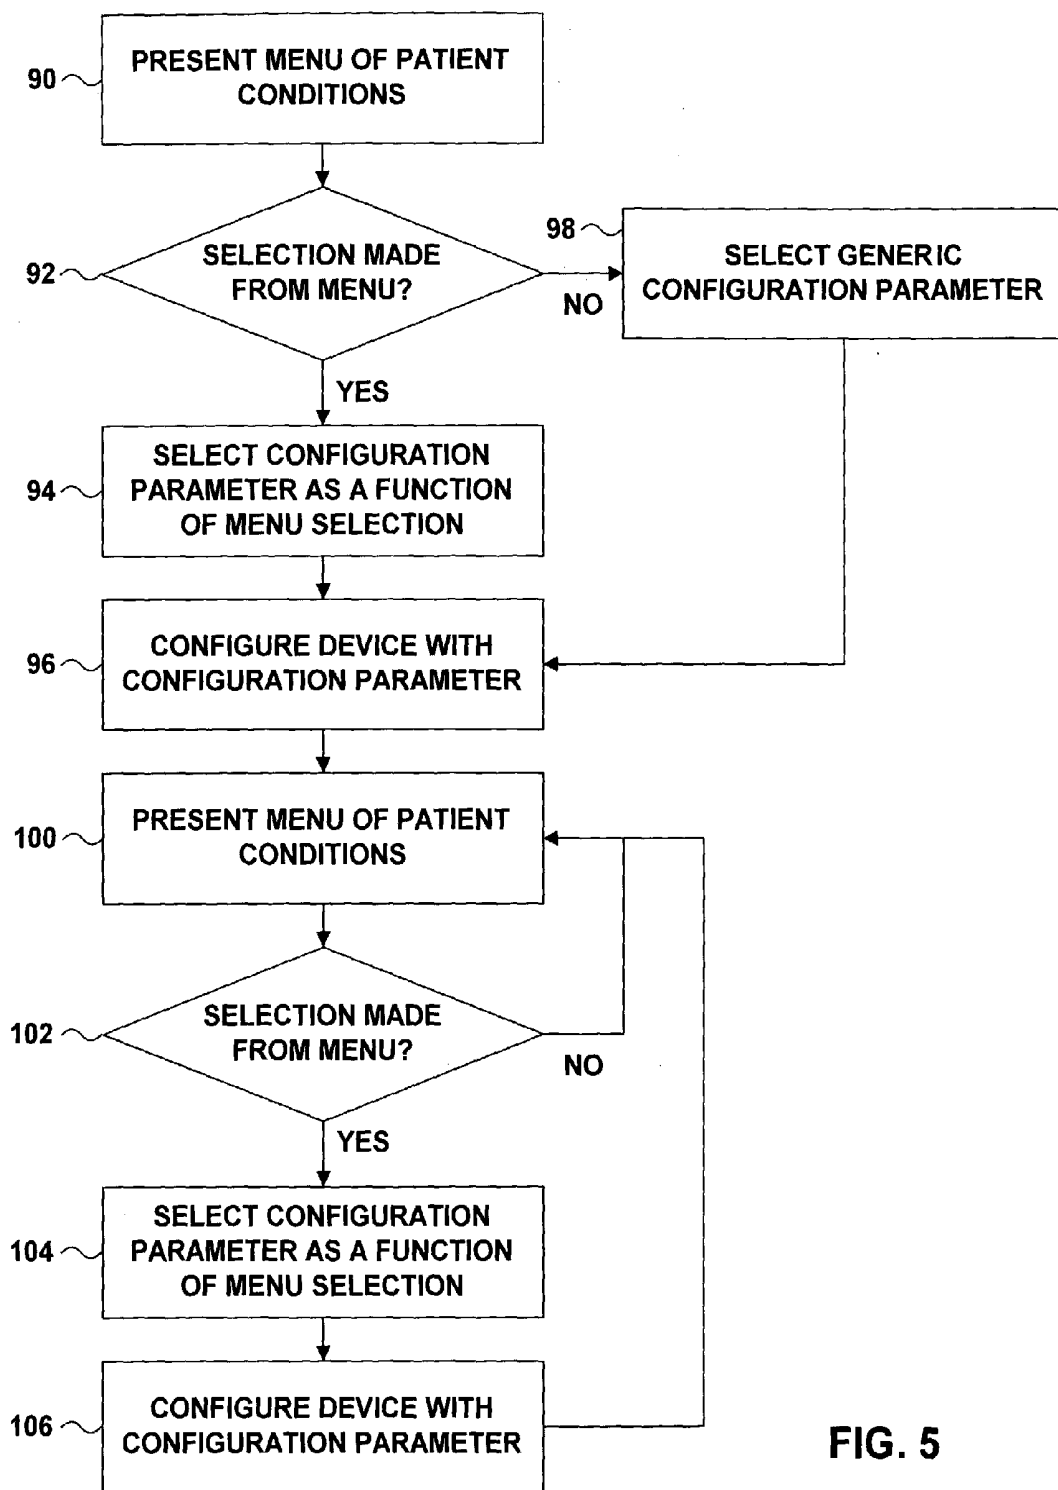 90
PRESENT MENU OF PATIENT
CONDITIONS
92
SELECTION MADE
FROM MENU?
NO
98
SELECT GENERIC
CONFIGURATION PARAMETER
YES
94
SELECT CONFIGURATION
PARAMETER AS A FUNCTION
OF MENU SELECTION
96
CONFIGURE DEVICE WITH
CONFIGURATION PARAMETER
100
PRESENT MENU OF PATIENT
CONDITIONS
102
SELECTION MADE
FROM MENU?
NO
YES
104
SELECT CONFIGURATION
PARAMETER AS A FUNCTION
OF MENU SELECTION
106
CONFIGURE DEVICE WITH
CONFIGURATION PARAMETER
FIG. 5